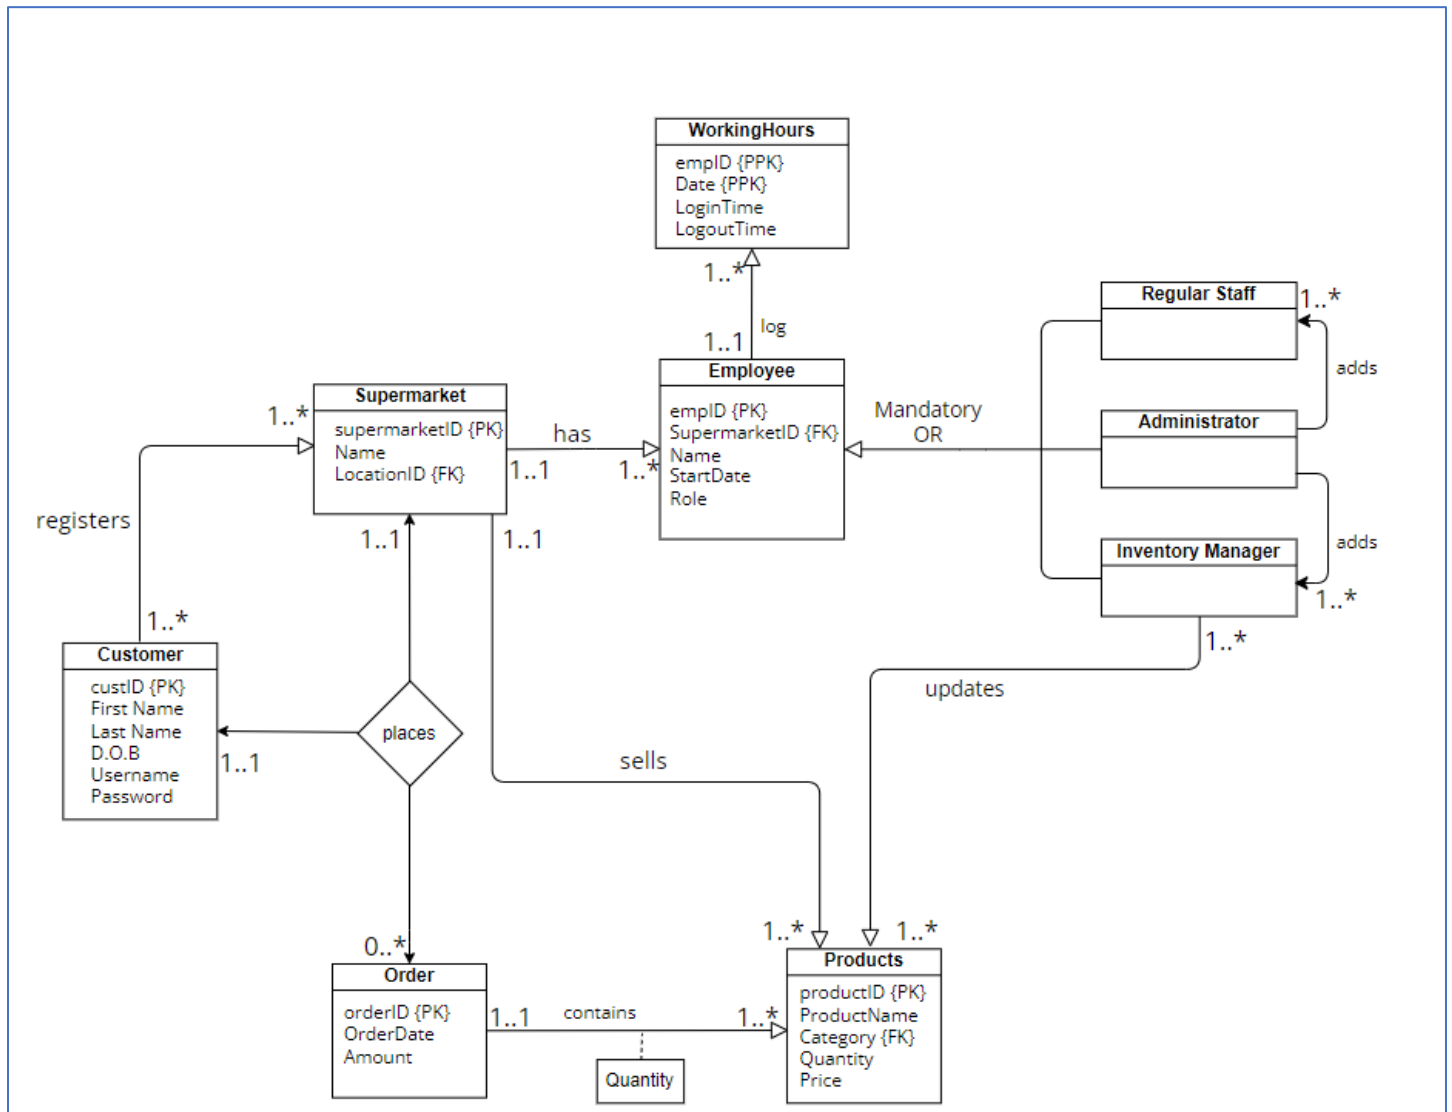 WorkingHours
empID {PPK}
Date {PPK}
LoginTime
LogoutTime
1..*
log
1..1
Employee
empID {PK}
SupermarketID {FK}
Name
StartDate
Role
Regular Staff
1..*
adds
Mandatory
OR
Administrator
adds
Inventory Manager
1..*
1..*
updates
Supermarket
supermarketID {PK}
Name
LocationID {FK}
1..*
has
1..1
1..*
registers
1..1
1..1
1..*
Customer
custID {PK}
First Name
Last Name
D.O.B
Username
Password
places
1..1
sells
0..*
Order
orderID {PK}
OrderDate
Amount
1..1
contains
1..*
Quantity
1..*
1..*
Products
productID {PK}
ProductName
Category {FK}
Quantity
Price